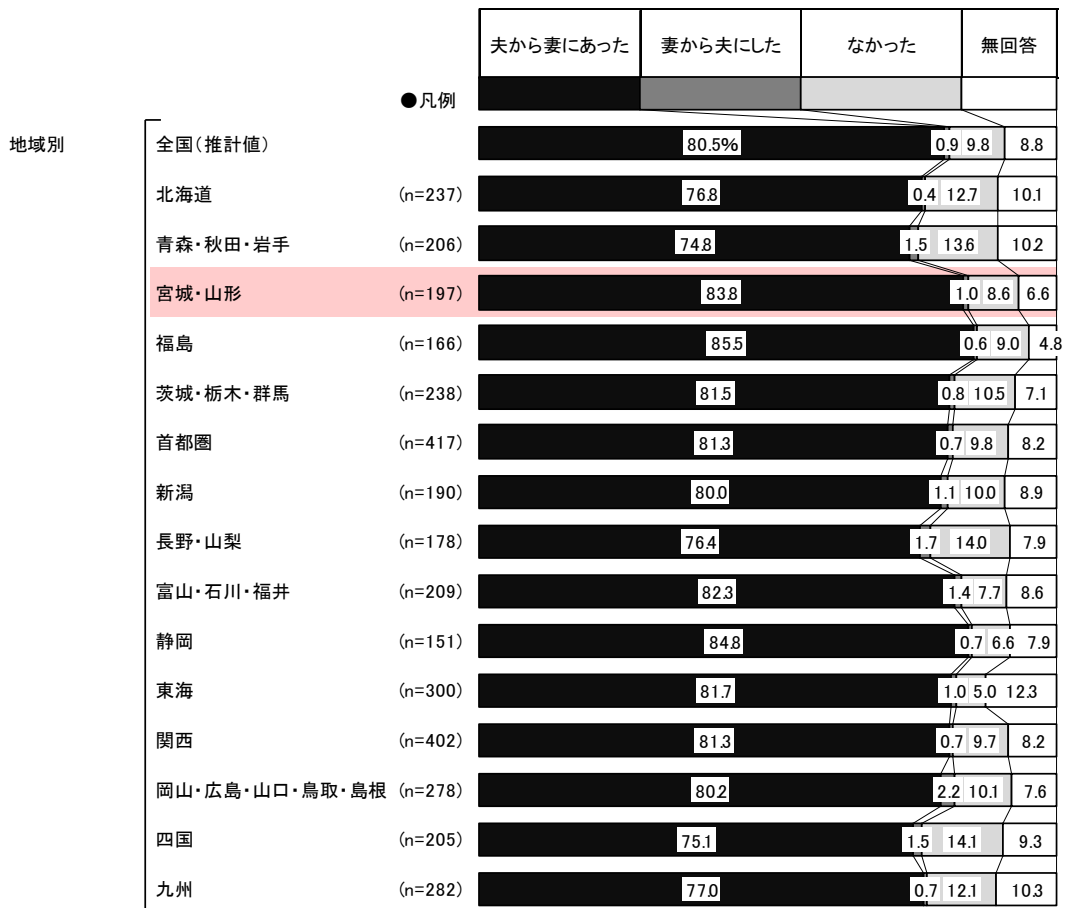 夫から妻にあった 妻から夫にした なかった 無回答
●凡例
地域別 全国(推計値) 80.5% 0.9 9.8 8.8
北海道 (n=237) 76.8 0.4 12.7 10.1
青森・秋田・岩手 (n=206) 74.8 1.5 13.6 10.2
宮城・山形 (n=197) 83.8 1.0 8.6 6.6
福島 (n=166) 85.5 0.6 9.0 4.8
茨城・栃木・群馬 (n=238) 81.5 0.8 10.5 7.1
首都圏 (n=417) 81.3 0.7 9.8 8.2
新潟 (n=190) 80.0 1.1 10.0 8.9
長野・山梨 (n=178) 76.4 1.7 14.0 7.9
富山・石川・福井 (n=209) 82.3 1.4 7.7 8.6
静岡 (n=151) 84.8 0.7 6.6 7.9
東海 (n=300) 81.7 1.0 5.0 12.3
関西 (n=402) 81.3 0.7 9.7 8.2
岡山・広島・山口・鳥取・島根 (n=278) 80.2 2.2 10.1 7.6
四国 (n=205) 75.1 1.5 14.1 9.3
九州 (n=282) 77.0 0.7 12.1 10.3